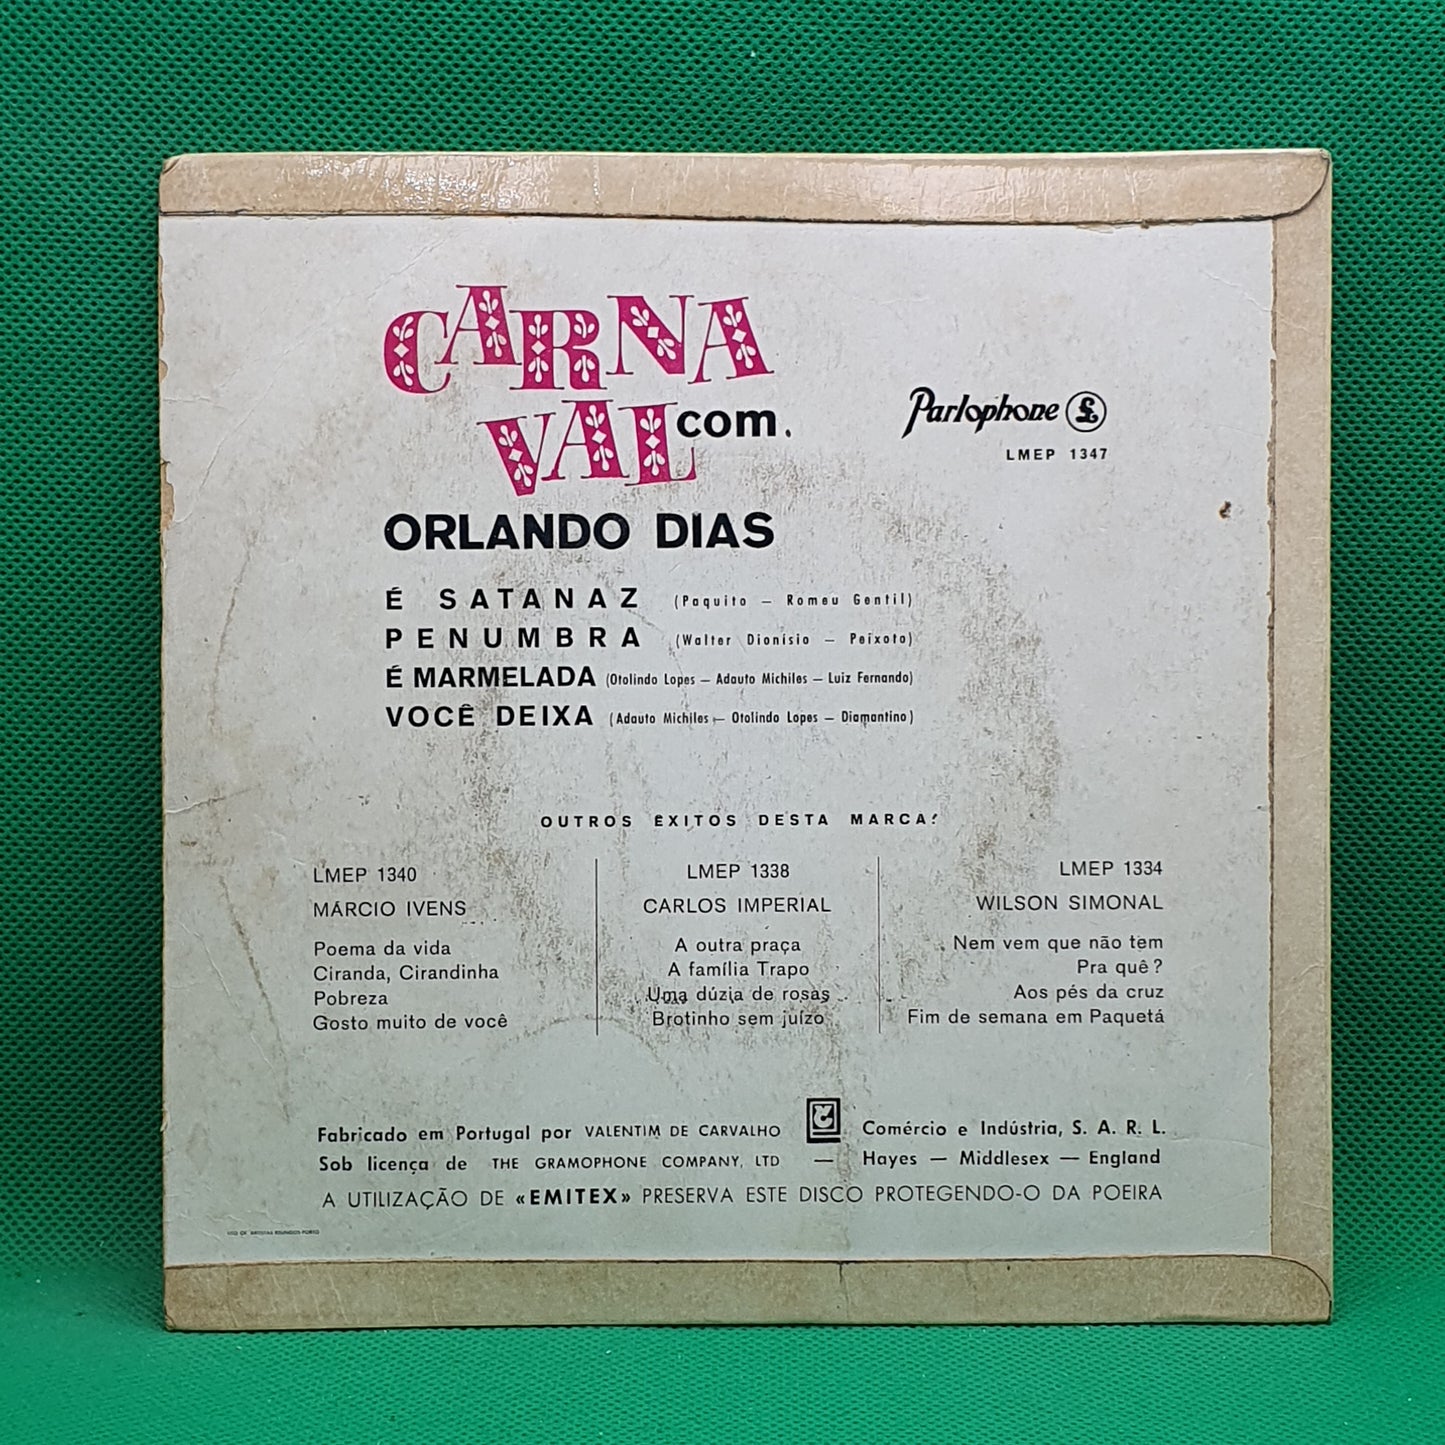 CARNA
VAL com.
Parlophone £
LMEP 1347
ORLANDO DIAS
É SATANAZ (Paquito — Romeu Gentil)
PENUMBRA (Walter Dionísio — Peixoto)
É MARMELADA (Otolindo Lopes — Adauto Michiles — Luiz Fernando)
VOCÊ DEIXA (Adauto Michiles — Otolindo Lopes — Diamantino)
OUTROS ÊXITOS DESTA MARCA:
LMEP 1340
MÁRCIO IVENS
Poema da vida
Ciranda, Cirandinha
Pobreza
Gosto muito de você
LMEP 1338
CARLOS IMPERIAL
A outra praça
A família Trapo
Uma dúzia de rosas
Brotinho sem juízo
LMEP 1334
WILSON SIMONAL
Nem vem que não tem
Pra quê?
Aos pés da cruz
Fim de semana em Paquetá
Fabricado em Portugal por VALENTIM DE CARVALHO Comércio e Indústria, S. A. R. L.
Sob licença de THE GRAMOPHONE COMPANY, LTD — Hayes — Middlesex — England
A UTILIZAÇÃO DE «EMITEX» PRESERVA ESTE DISCO PROTEGENDO-O DA POEIRA